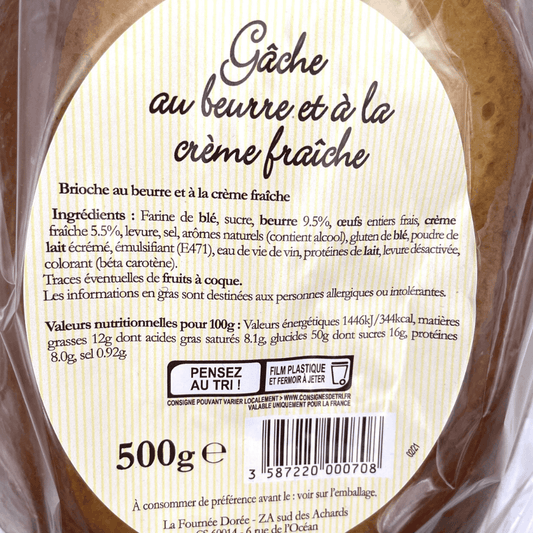 Gâche
au beurre et à la
crème fraîche
Brioche au beurre et à la crème fraîche
Ingrédients : Farine de blé, sucre, beurre 9.5%, œufs entiers frais, crème
fraîche 5.5%, levure, sel, arômes naturels (contient alcool), gluten de blé, poudre de
lait écrémé, émulsifiant (E471), eau de vie de vin, protéines de lait, levure désactivée,
colorant (béta carotène).
Traces éventuelles de fruits à coque.
Les informations en gras sont destinées aux personnes allergiques ou intolérantes.
Valeurs nutritionnelles pour 100g : Valeurs énergétiques 1446kJ/344kcal, matières
grasses 12g dont acides gras saturés 8.1g, glucides 50g dont sucres 16g, protéines
8.0g, sel 0.92g.
PENSEZ
AU TRI !
FILM PLASTIQUE
ET FERMOIR À JETER
CONSIGNE POUVANT VARIER LOCALEMENT > WWW.CONSIGNESDETRI.FR
VALABLE UNIQUEMENT POUR LA FRANCE
500g e
3 587220 000708
12201
À consommer de préférence avant le : voir sur l'emballage.
La Fournée Dorée - ZA sud des Achards
CS 60014 - 6 rue de l'Océan